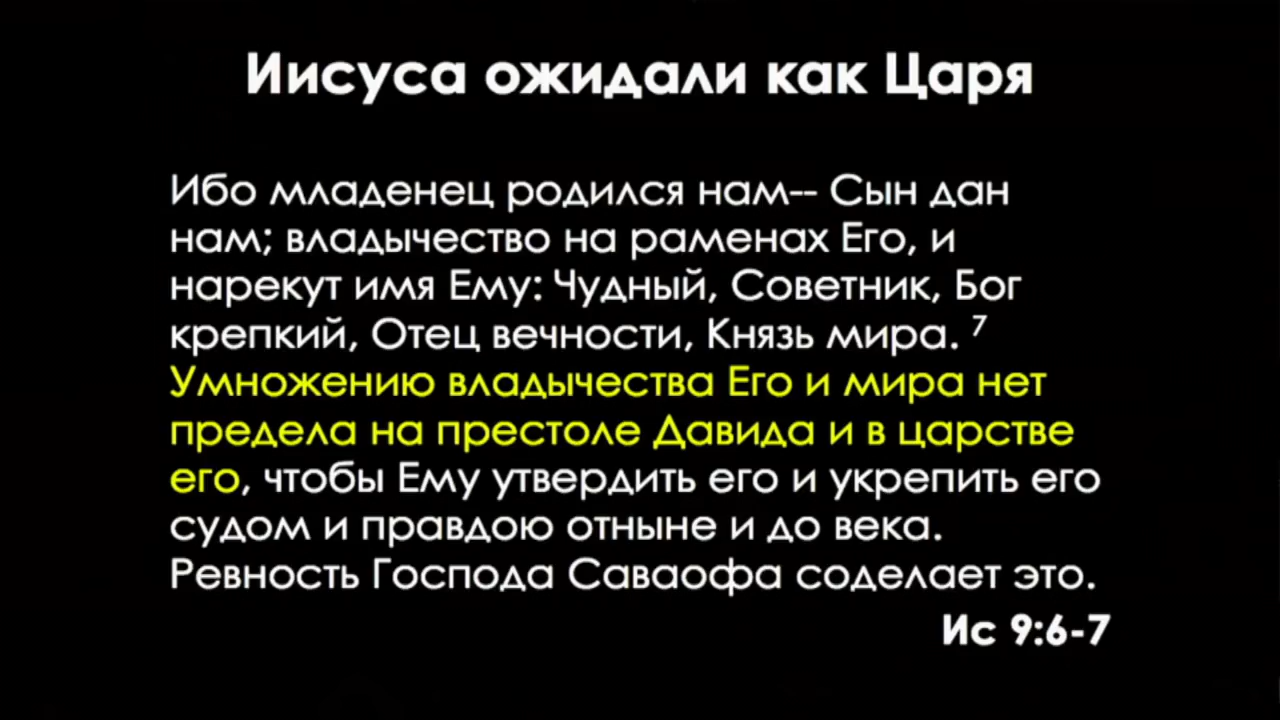 Иисуса ожидали как Царя
Ибо младенец родился нам-- Сын дан
нам; владычество на раменах Его, и
нарекут имя Ему: Чудный, Советник, Бог
крепкий, Отец вечности, Князь мира. ⁷
Умножению владычества Его и мира нет
предела на престоле Давида и в царстве
его, чтобы Ему утвердить его и укрепить его
судом и правдою отныне и до века.
Ревность Господа Саваофа соделает это.
Ис 9:6-7